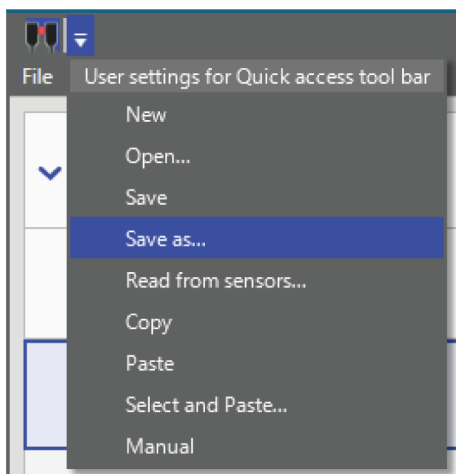 File
User settings for Quick access tool bar
New
Open...
Save
Save as...
Read from sensors...
Copy
Paste
Select and Paste...
Manual